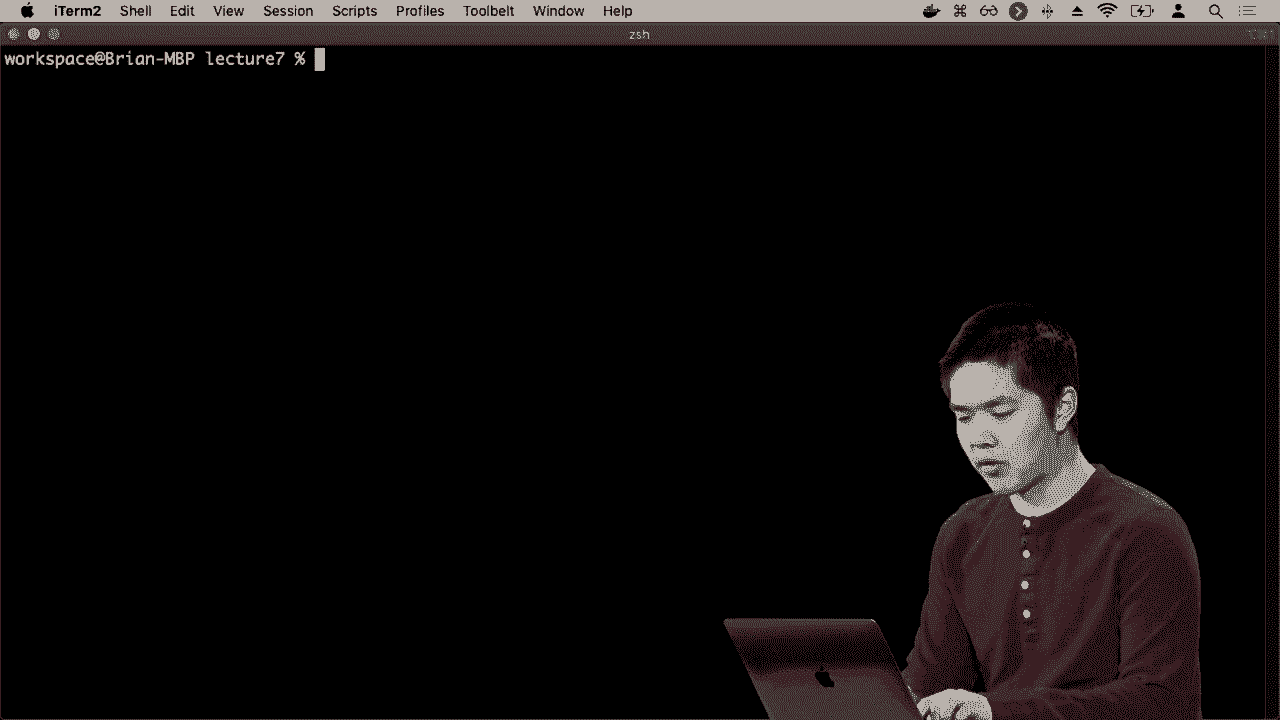 iTerm2 Shell Edit View Session Scripts Profiles Toolbelt Window Help
zsh
workspace@Brian-MBP lecture7 %